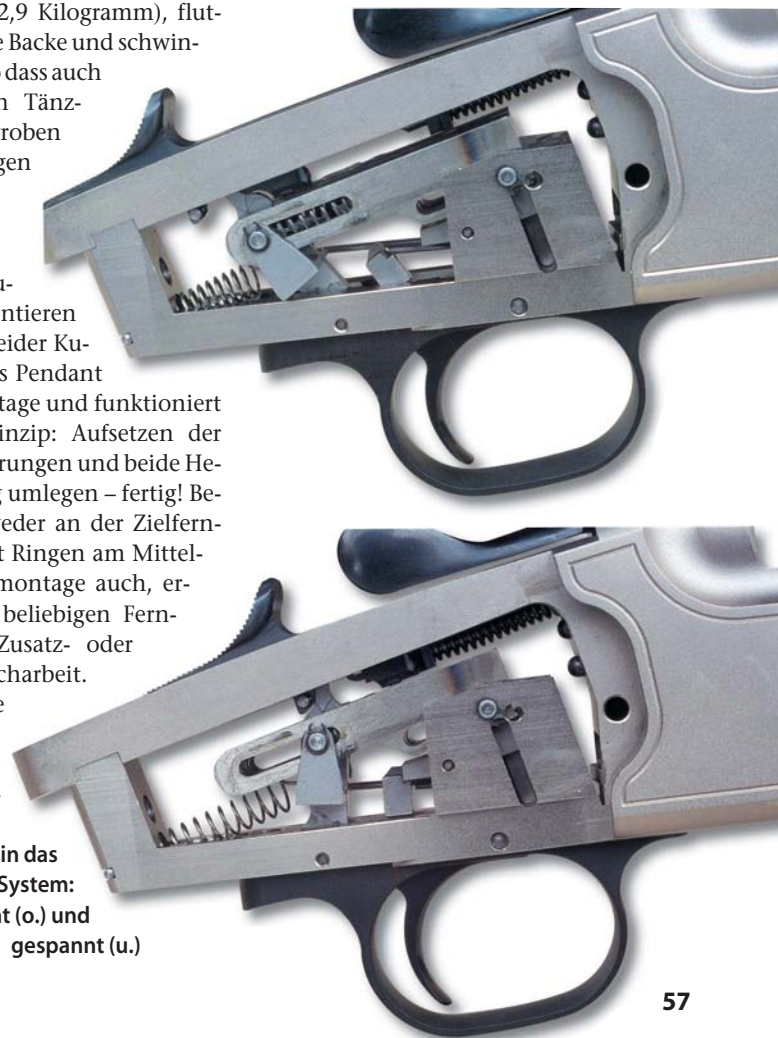 2,9 Kilogramm), flut-
e Backe und schwin-
dass auch
Tänz-
roben
gen
u-
ntieren
eider Ku-
s Pendant
tage und funktioniert
inzip: Aufsetzen der
rungen und beide He-
g umlegen – fertig! Be-
weder an der Zielfern-
t Ringen am Mittel-
montage auch, er-
beliebigen Fern-
Zusatz- oder
charbeit.
e
in das
System:
t (o.) und
gespannt (u.)
57